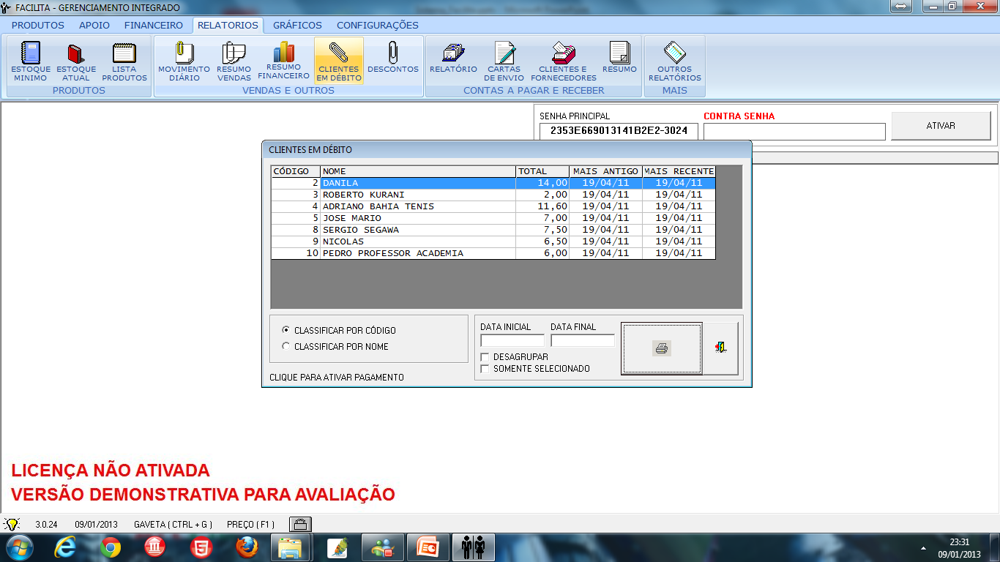 FACILITA - GERENCIAMENTO INTEGRADO
PRODUTOS APOIO FINANCEIRO RELATORIOS GRÁFICOS CONFIGURAÇÕES
ESTOQUE MINIMO
ESTOQUE ATUAL
LISTA PRODUTOS
PRODUTOS
MOVIMENTO DIÁRIO
RESUMO VENDAS
RESUMO FINANCEIRO
CLIENTES EM DÉBITO
DESCONTOS
VENDAS E OUTROS
RELATÓRIO
CARTAS DE ENVIO
CLIENTES E FORNECEDORES
RESUMO
CONTAS A PAGAR E RECEBER
OUTROS RELATÓRIOS
MAIS
SENHA PRINCIPAL CONTRA SENHA
2353E669013141B2E2-3024
ATIVAR
CLIENTES EM DÉBITO
CÓDIGO NOME TOTAL MAIS ANTIGO MAIS RECENTE
2 DANILA 14,00 19/04/11 19/04/11
3 ROBERTO KURANI 2,00 19/04/11 19/04/11
4 ADRIANO BAHIA TENIS 11,60 19/04/11 19/04/11
5 JOSE MARIO 7,00 19/04/11 19/04/11
8 SERGIO SEGAWA 7,50 19/04/11 19/04/11
9 NICOLAS 6,50 19/04/11 19/04/11
10 PEDRO PROFESSOR ACADEMIA 6,00 19/04/11 19/04/11
CLASSIFICAR POR CÓDIGO
CLASSIFICAR POR NOME
CLIQUE PARA ATIVAR PAGAMENTO
DATA INICIAL DATA FINAL
DESAGRUPAR
SOMENTE SELECIONADO
LICENÇA NÃO ATIVADA
VERSÃO DEMONSTRATIVA PARA AVALIAÇÃO
3.0.24 09/01/2013 GAVETA ( CTRL + G ) PREÇO ( F1 )
23:31
09/01/2013